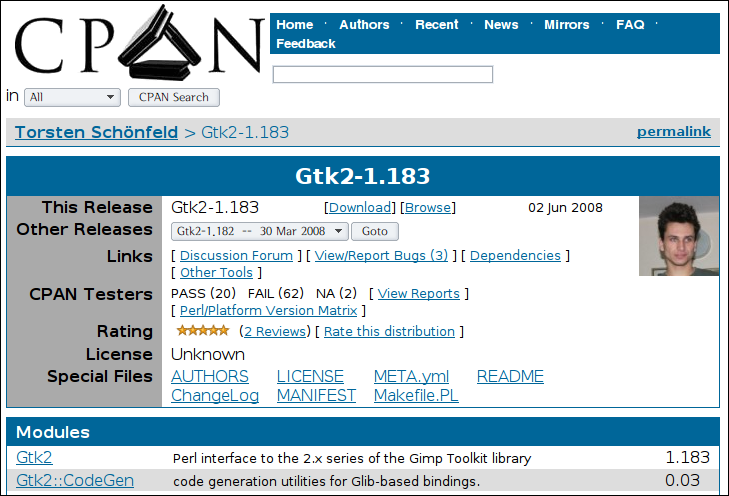 CPAN
Home · Authors · Recent · News · Mirrors · FAQ ·
Feedback
in All CPAN Search
Torsten Schönfeld > Gtk2-1.183 permalink
Gtk2-1.183
This Release Gtk2-1.183 [Download] [Browse] 02 Jun 2008
Other Releases Gtk2-1.182 -- 30 Mar 2008 Goto
Links [ Discussion Forum ] [ View/Report Bugs (3) ] [ Dependencies ]
[ Other Tools ]
CPAN Testers PASS (20) FAIL (62) NA (2) [ View Reports ]
[ Perl/Platform Version Matrix ]
Rating (2 Reviews) [ Rate this distribution ]
License Unknown
Special Files AUTHORS LICENSE META.yml README
ChangeLog MANIFEST Makefile.PL
Modules
Gtk2 Perl interface to the 2.x series of the Gimp Toolkit library 1.183
Gtk2::CodeGen code generation utilities for Glib-based bindings. 0.03